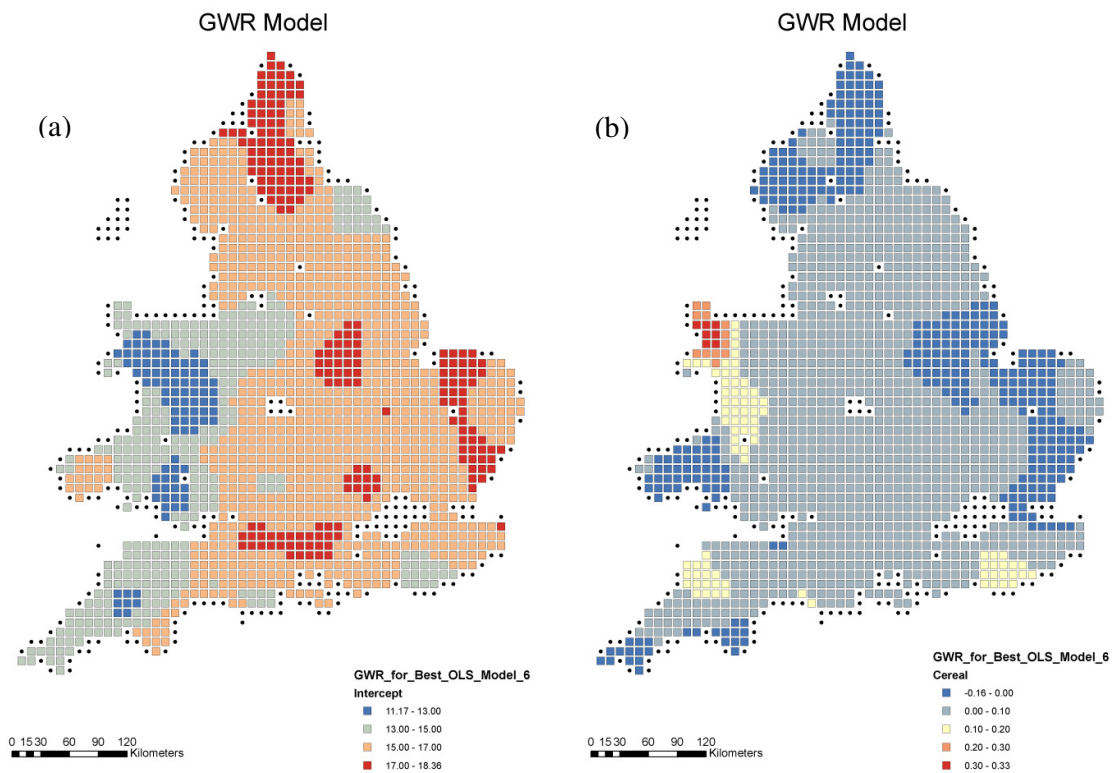 GWR Model
(a)
GWR_for_Best_OLS_Model_6
Intercept
11.17 - 13.00
13.00 - 15.00
15.00 - 17.00
17.00 - 18.36
0 15 30 60 90 120
Kilometers
GWR Model
(b)
GWR_for_Best_OLS_Model_6
Cereal
-0.16 - 0.00
0.00 - 0.10
0.10 - 0.20
0.20 - 0.30
0.30 - 0.33
0 15 30 60 90 120
Kilometers